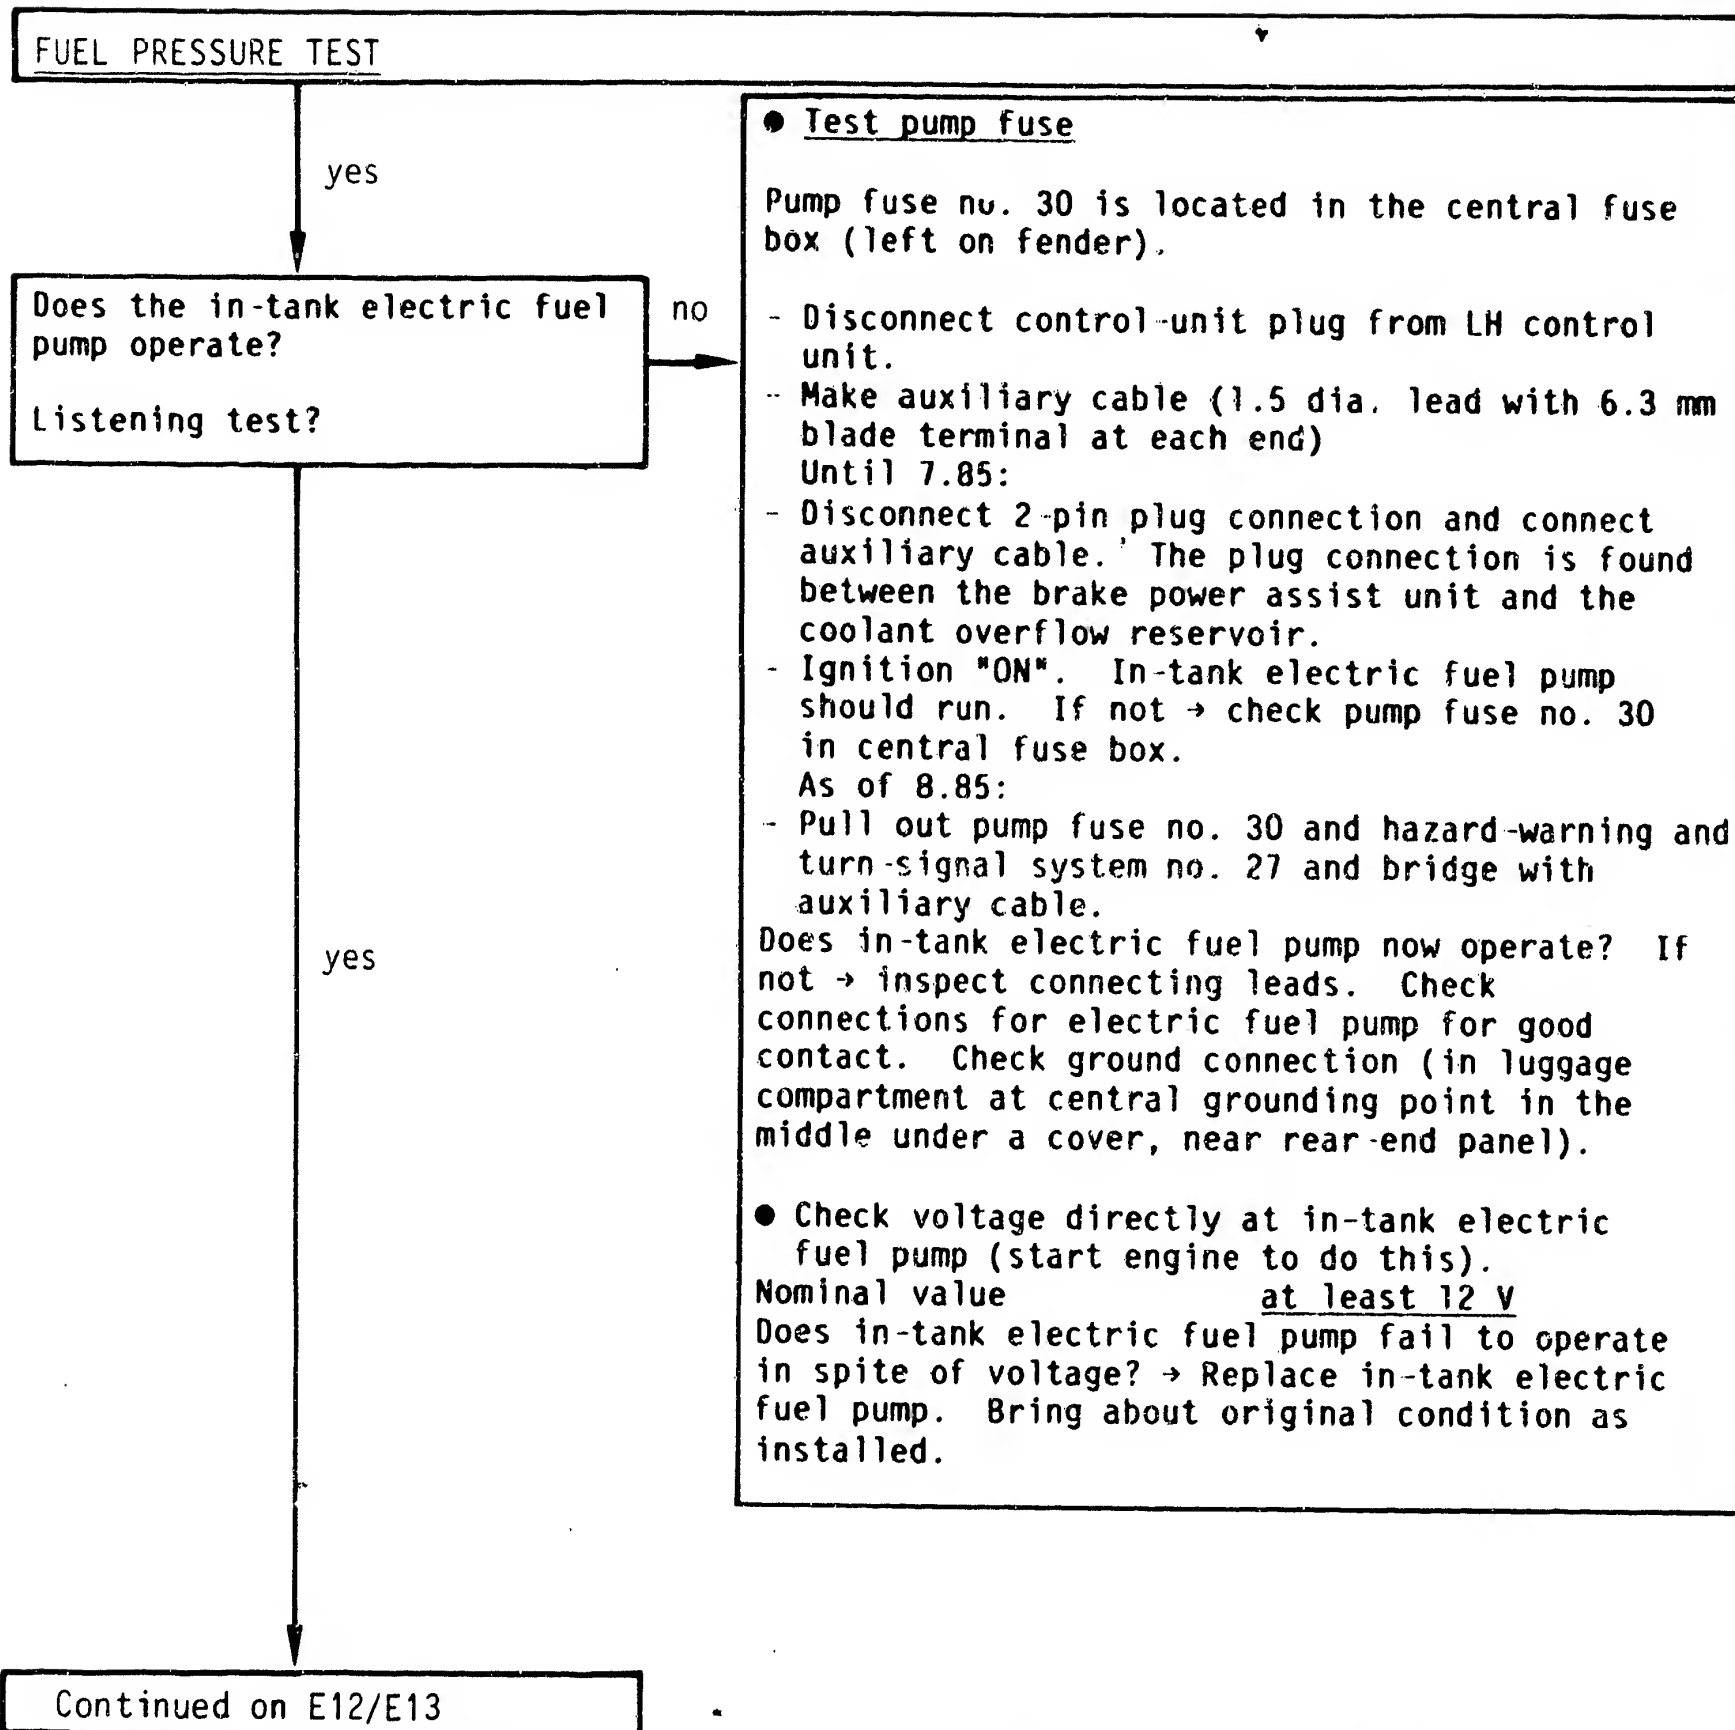 FUEL PRESSURE TEST
yes
Does the in-tank electric fuel
pump operate?
Listening test?
no
● Test pump fuse
Pump fuse no. 30 is located in the central fuse
box (left on fender).
- Disconnect control-unit plug from LH control
unit.
- Make auxiliary cable (1.5 dia. lead with 6.3 mm
blade terminal at each end)
Until 7.85:
- Disconnect 2-pin plug connection and connect
auxiliary cable. The plug connection is found
between the brake power assist unit and the
coolant overflow reservoir.
- Ignition "ON". In-tank electric fuel pump
should run. If not → check pump fuse no. 30
in central fuse box.
As of 8.85:
- Pull out pump fuse no. 30 and hazard-warning and
turn-signal system no. 27 and bridge with
auxiliary cable.
Does in-tank electric fuel pump now operate? If
not → inspect connecting leads. Check
connections for electric fuel pump for good
contact. Check ground connection (in luggage
compartment at central grounding point in the
middle under a cover, near rear-end panel).
● Check voltage directly at in-tank electric
fuel pump (start engine to do this).
Nominal value at least 12 V
Does in-tank electric fuel pump fail to operate
in spite of voltage? → Replace in-tank electric
fuel pump. Bring about original condition as
installed.
yes
Continued on E12/E13